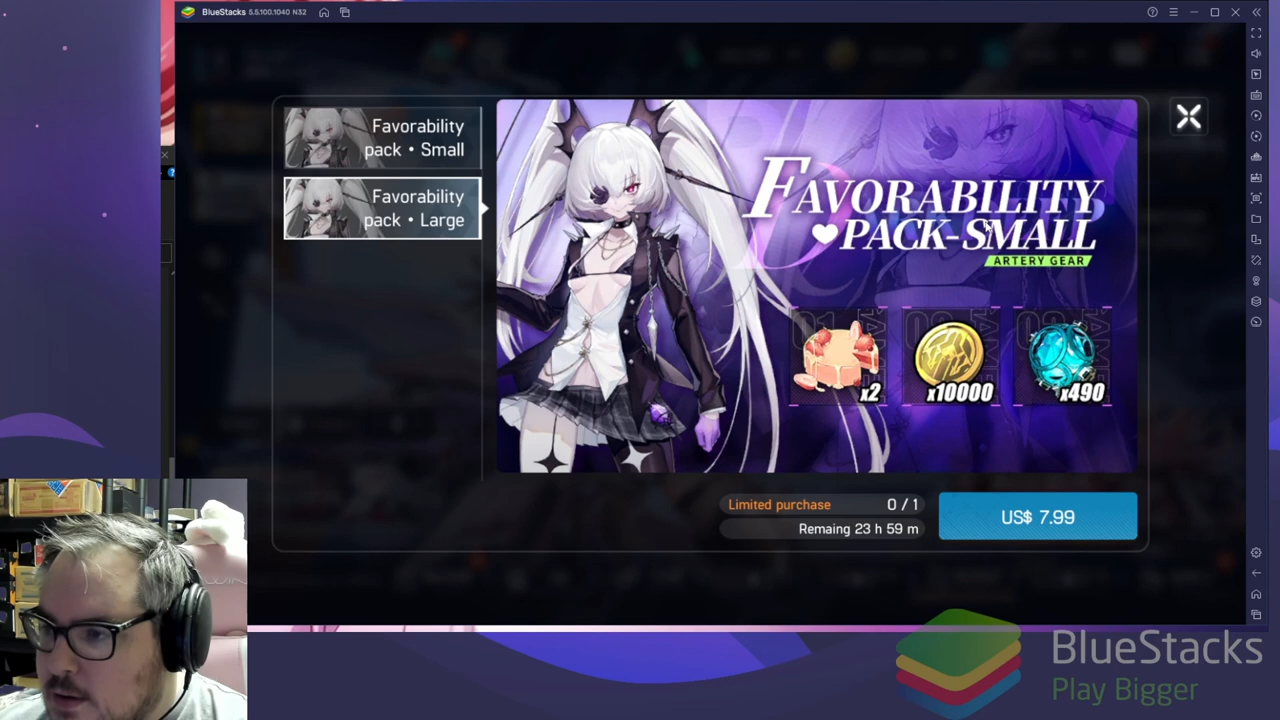 BlueStacks 5.5.100.1040 N32
Favorability
pack • Small
Favorability
pack • Large
FAVORABILITY
PACK-SMALL
ARTERY GEAR
x2
x10000
x490
Limited purchase 0 / 1
Remaing 23 h 59 m
US$ 7.99
BlueStacks
Play Bigger